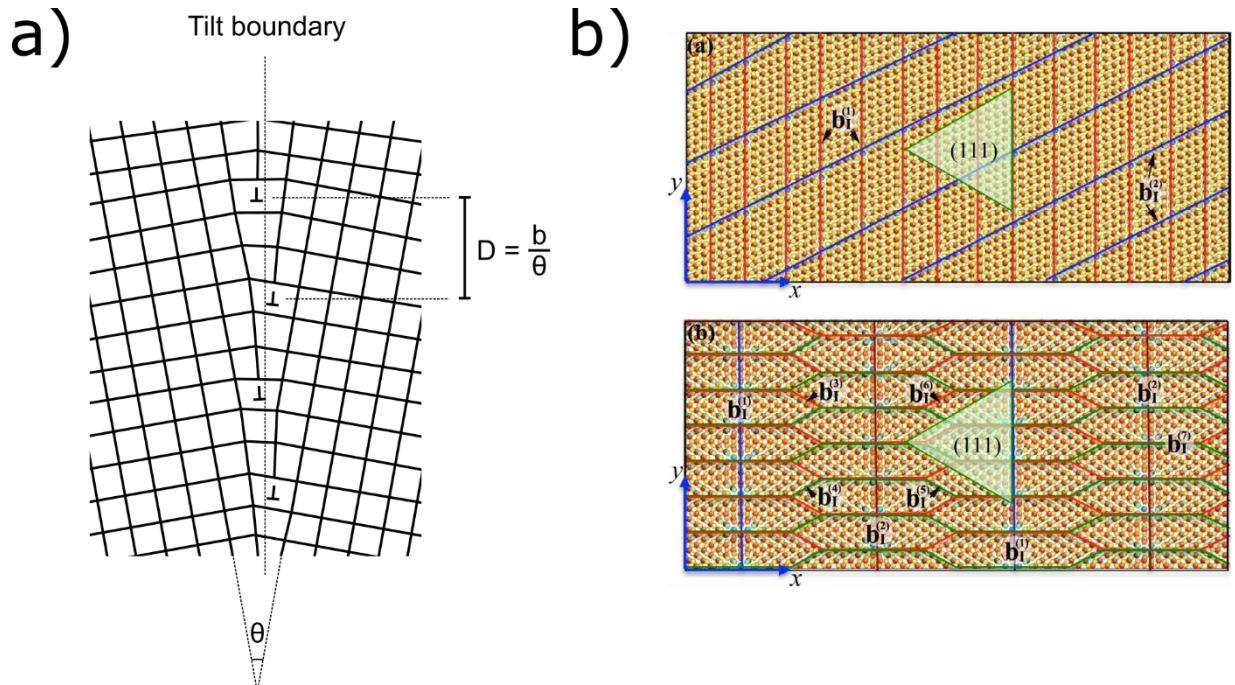 a)
Tilt boundary
⊥
D = b/θ
⊥
⊥
⊥
θ
b)
(a)
b_I^(1)
(111)
b_I^(2)
y
x
(b)
b_I^(3)
b_I^(6)
b_I^(1)
b_I^(2)
(111)
b_I^(7)
y
b_I^(4)
b_I^(5)
b_I^(2)
b_I^(1)
x